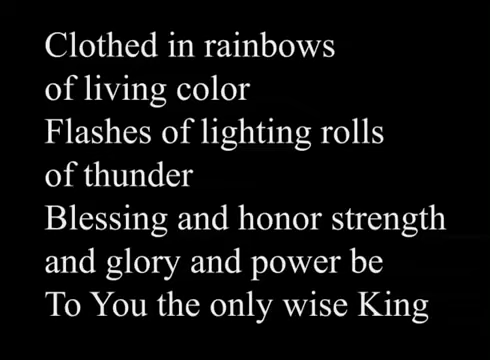 Clothed in rainbows
of living color
Flashes of lighting rolls
of thunder
Blessing and honor strength
and glory and power be
To You the only wise King